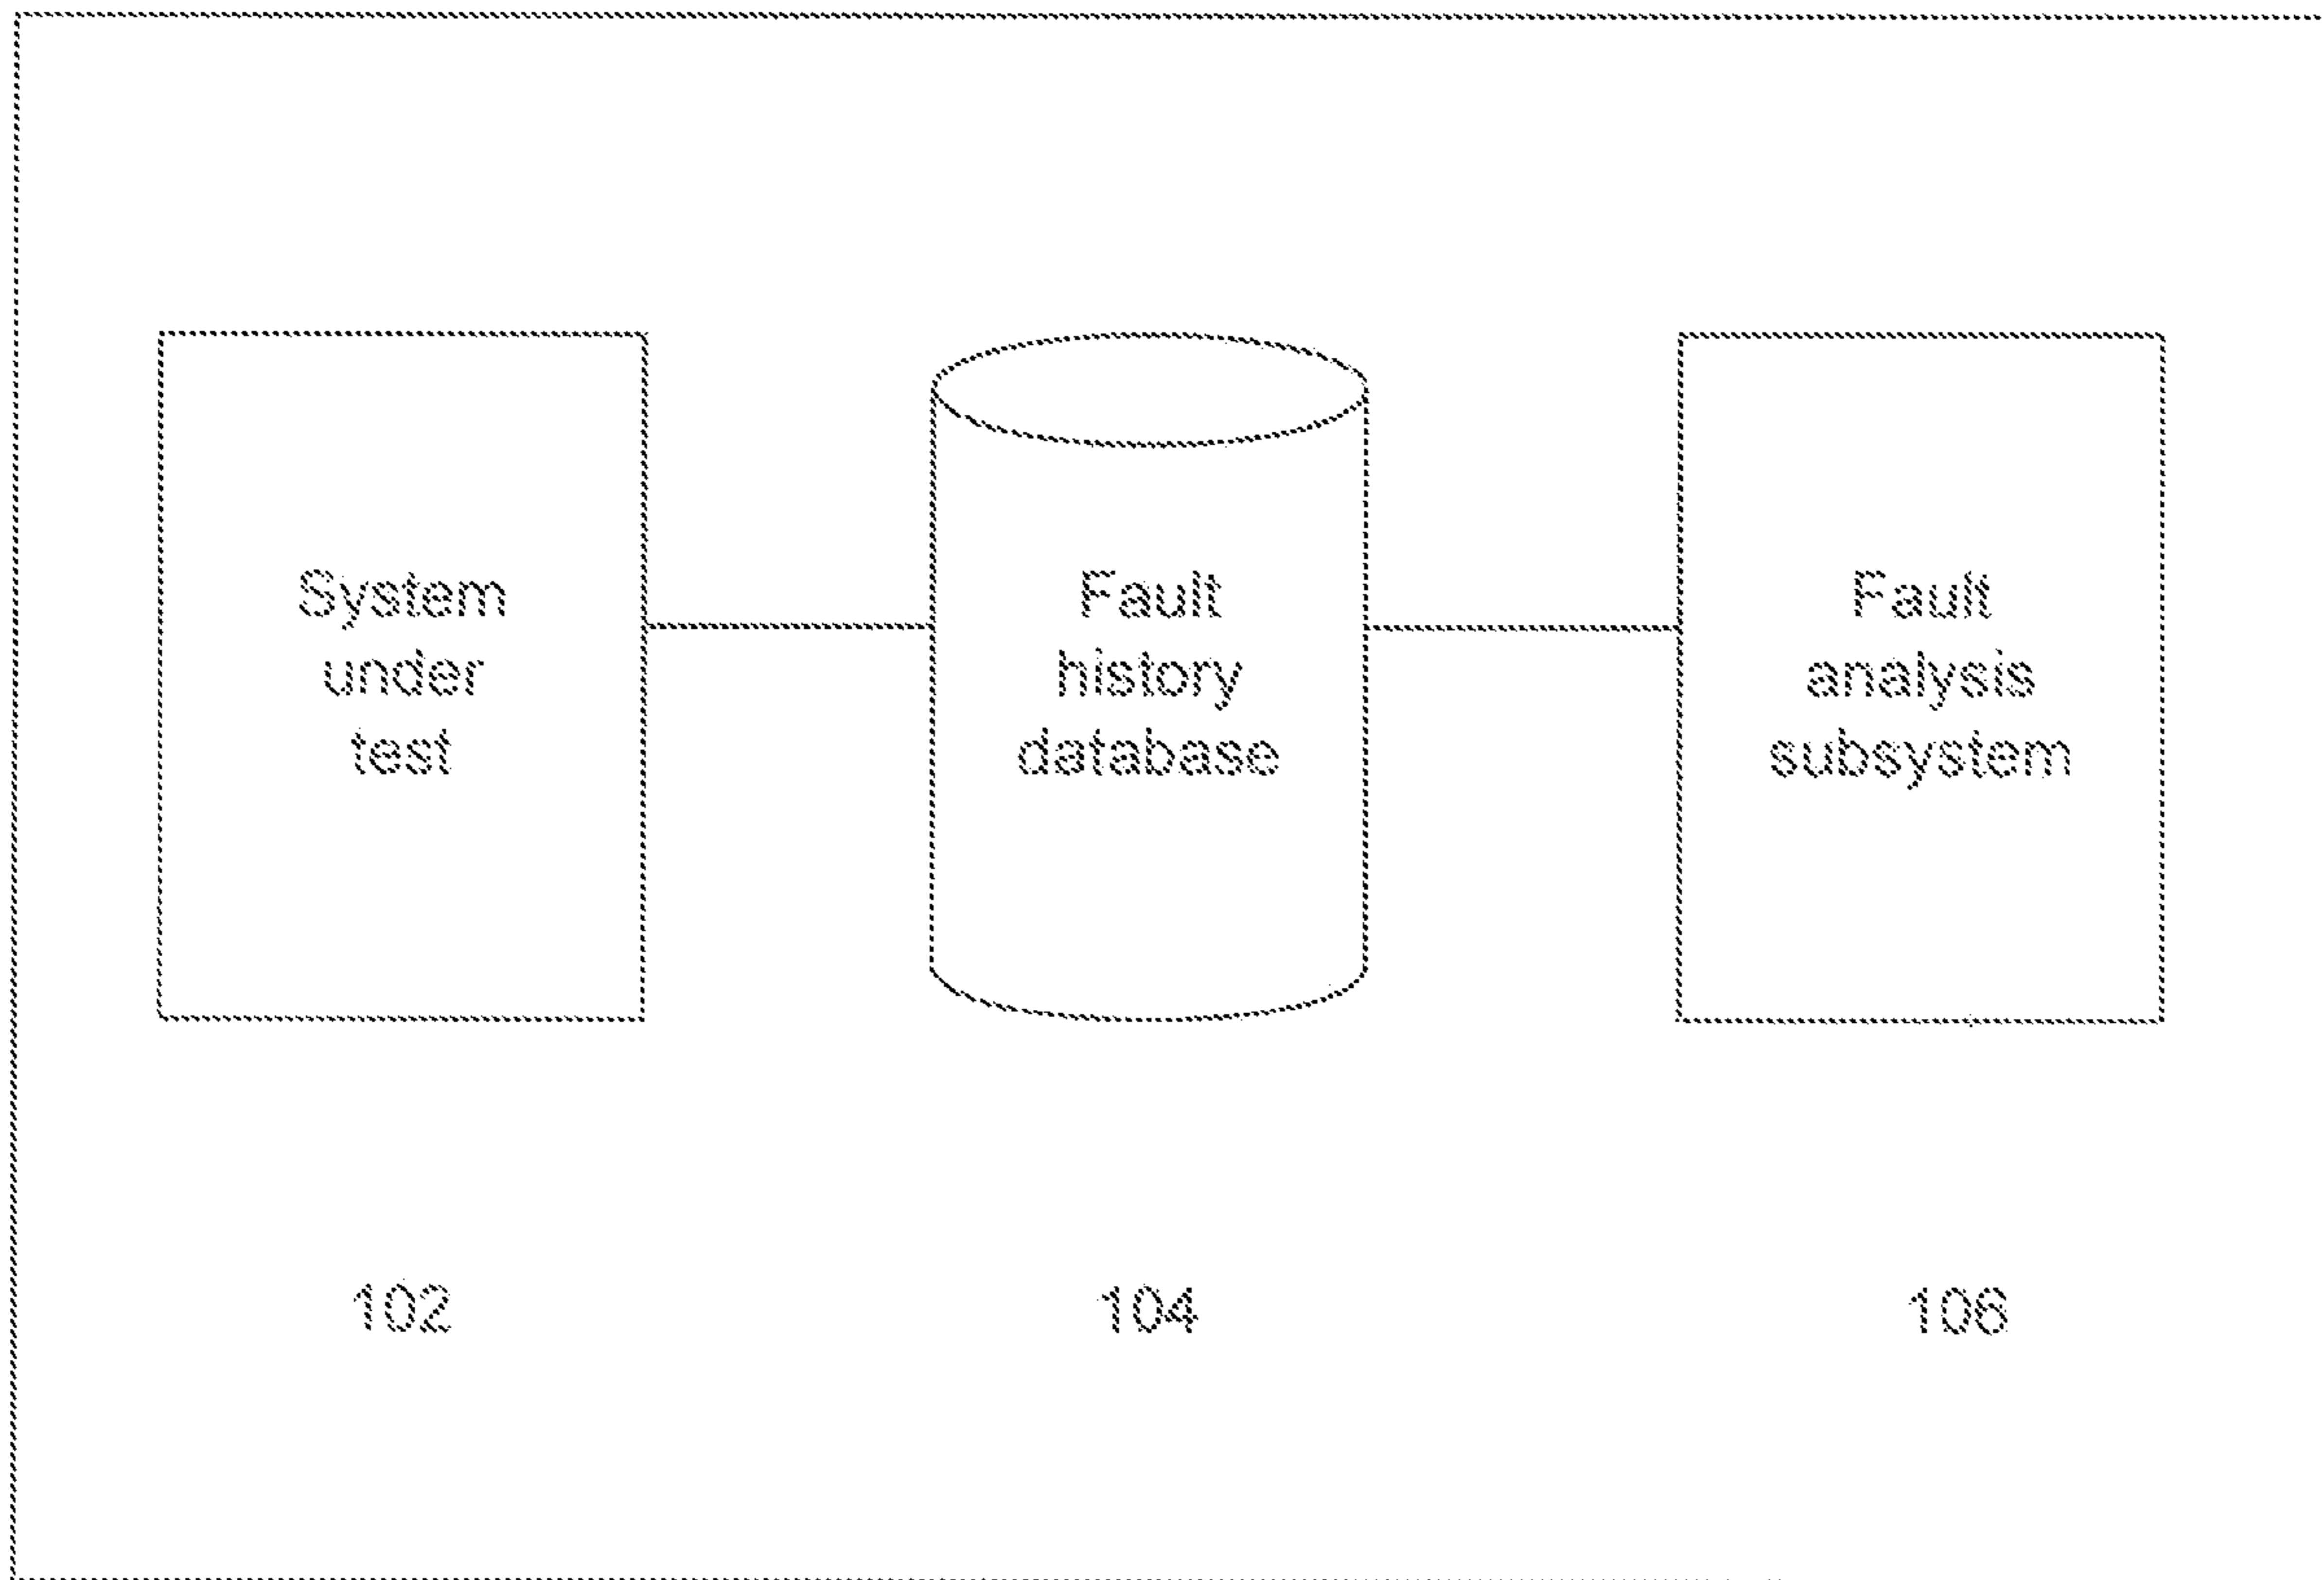 System
under
test
Fault
history
database
Fault
analysis
subsystem
102
104
106